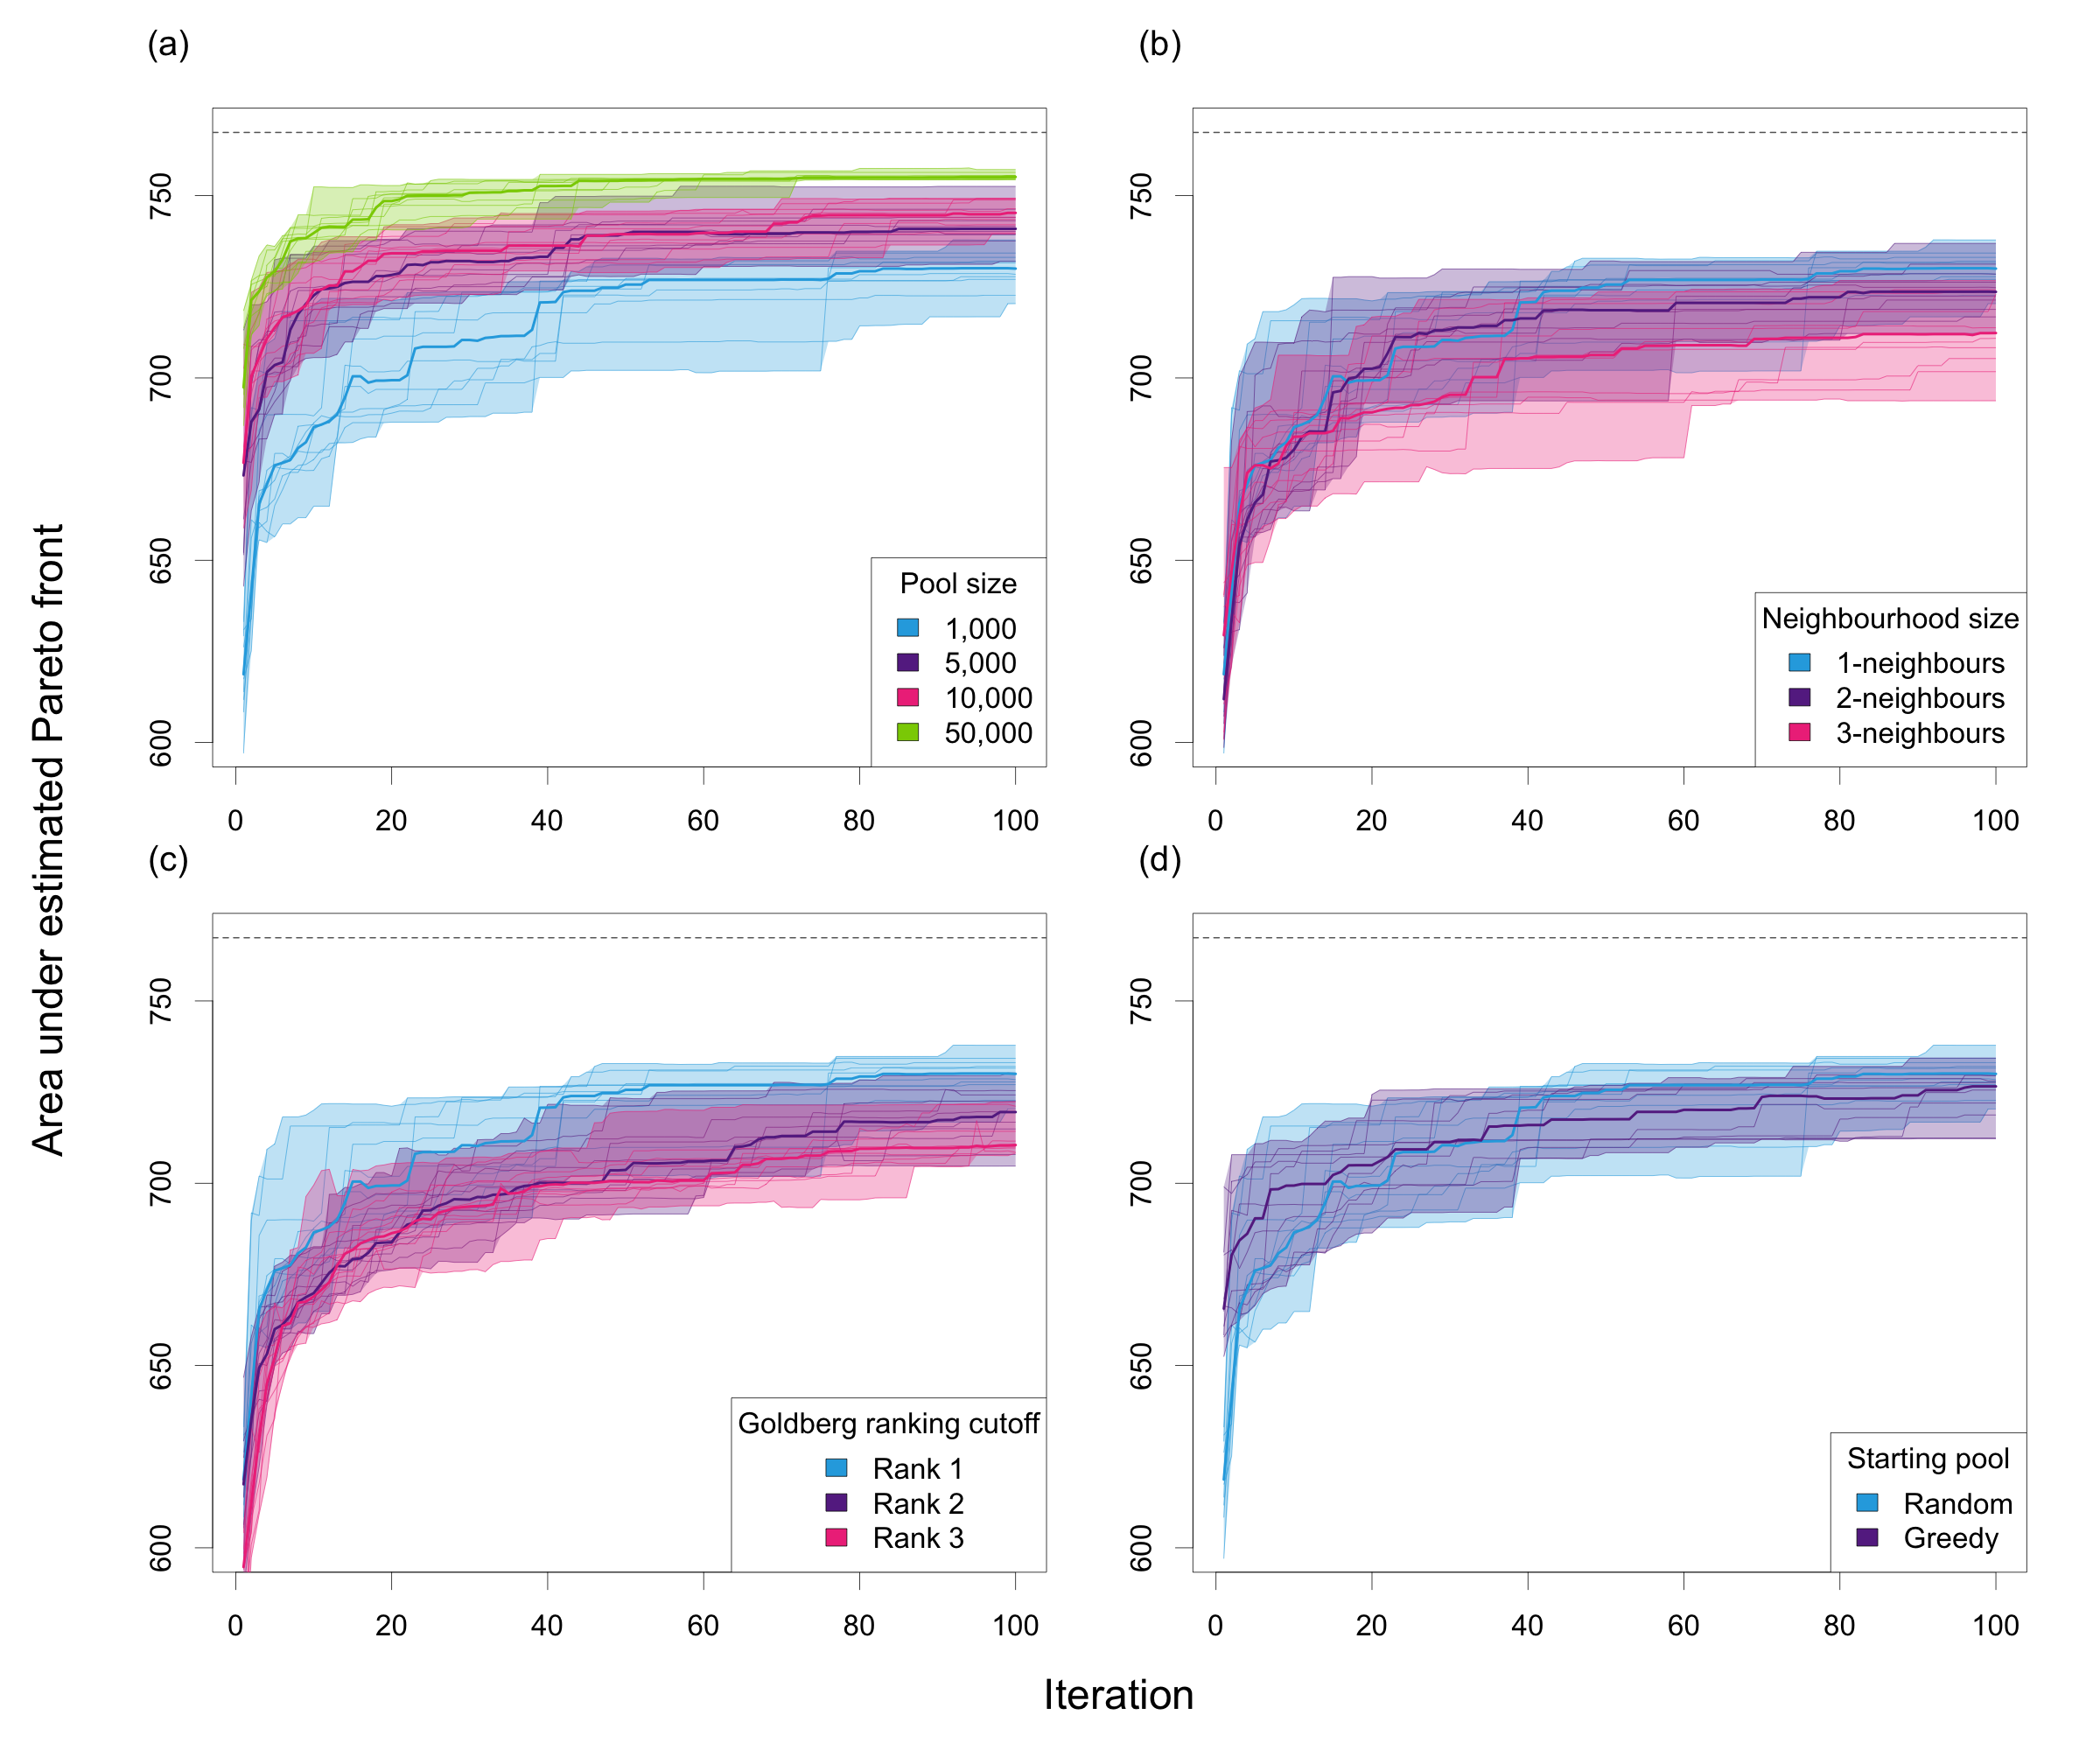 (a)
(b)
750
700
650
600
0 20 40 60 80 100
Pool size
1,000
5,000
10,000
50,000
750
700
650
600
0 20 40 60 80 100
Neighbourhood size
1-neighbours
2-neighbours
3-neighbours
Area under estimated Pareto front
(c)
(d)
750
700
650
600
0 20 40 60 80 100
Goldberg ranking cutoff
Rank 1
Rank 2
Rank 3
750
700
650
600
0 20 40 60 80 100
Starting pool
Random
Greedy
Iteration